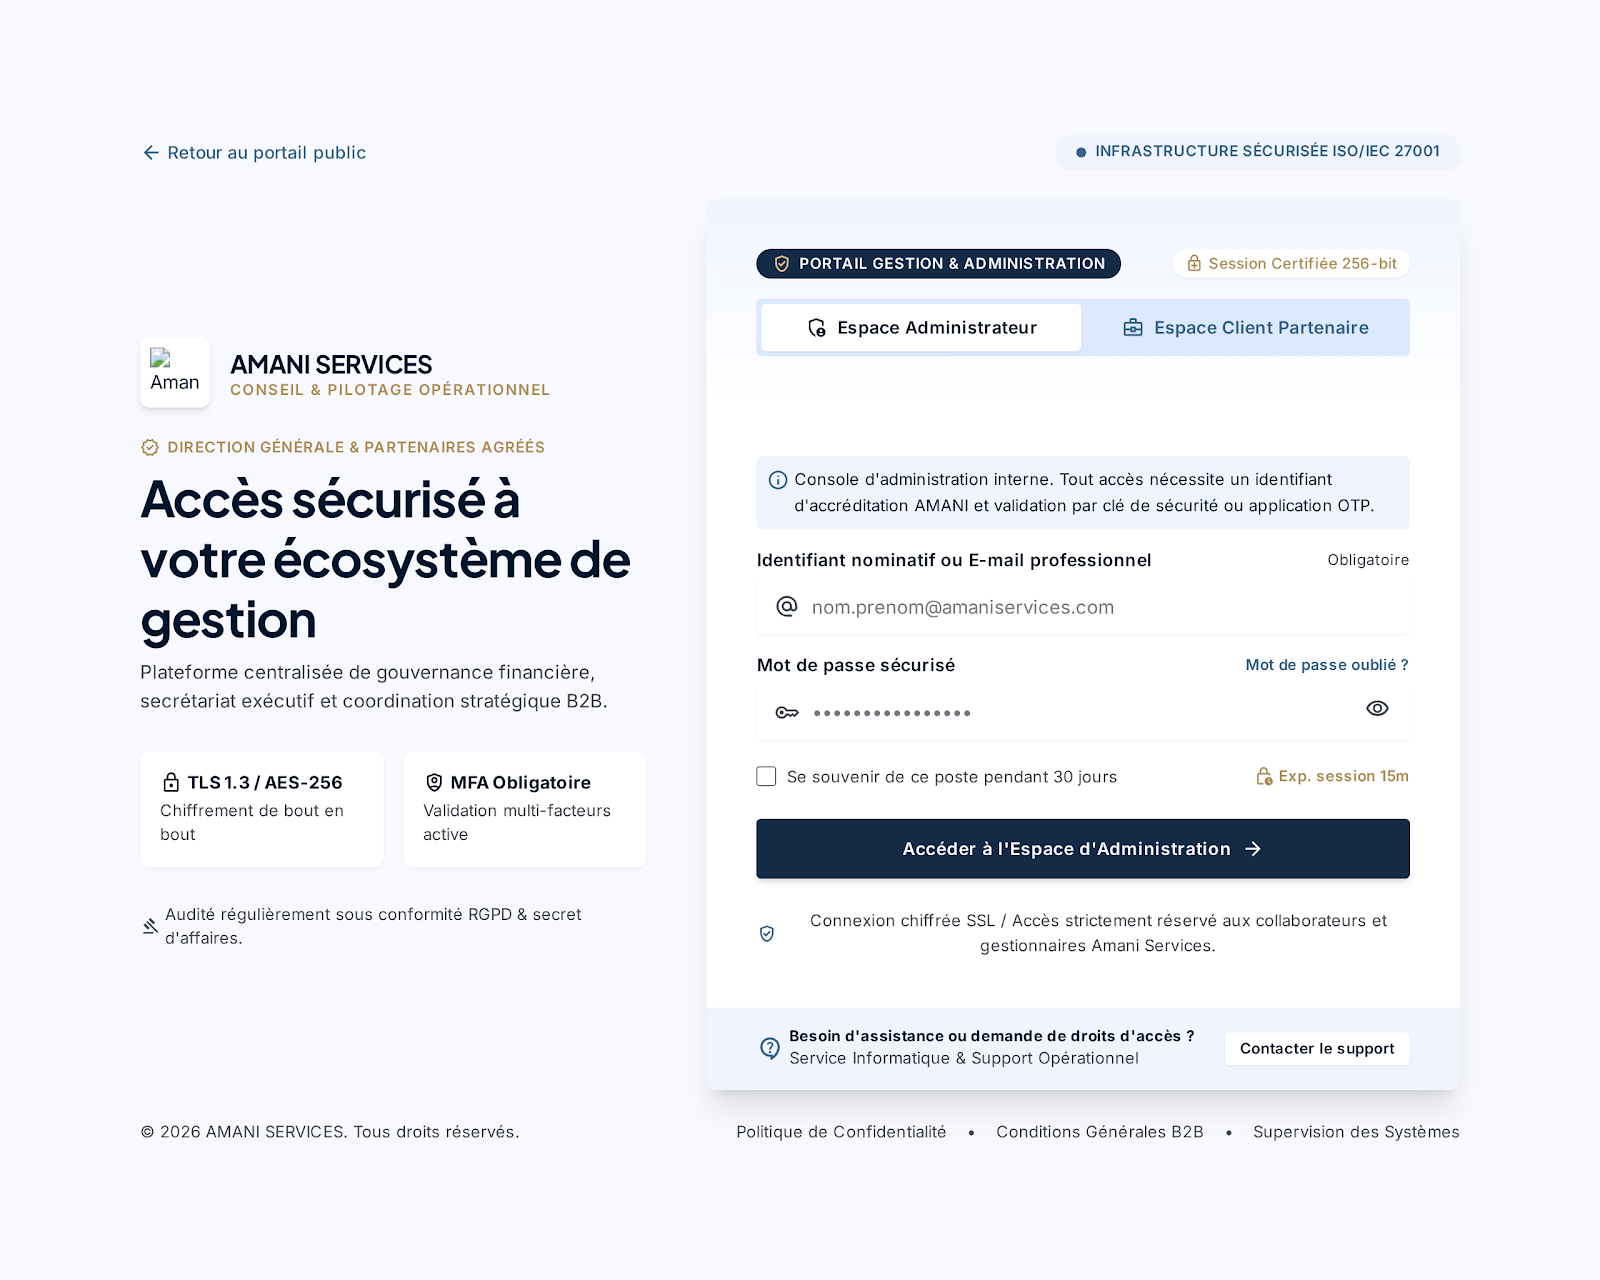 Retour au portail public
INFRASTRUCTURE SÉCURISÉE ISO/IEC 27001
Aman
AMANI SERVICES
CONSEIL & PILOTAGE OPÉRATIONNEL
DIRECTION GÉNÉRALE & PARTENAIRES AGRÉÉS
Accès sécurisé à
votre écosystème de
gestion
Plateforme centralisée de gouvernance financière,
secrétariat exécutif et coordination stratégique B2B.
TLS 1.3 / AES-256
Chiffrement de bout en
bout
MFA Obligatoire
Validation multi-facteurs
active
Audité régulièrement sous conformité RGPD & secret
d'affaires.
PORTAIL GESTION & ADMINISTRATION
Session Certifiée 256-bit
Espace Administrateur
Espace Client Partenaire
Console d'administration interne. Tout accès nécessite un identifiant
d'accréditation AMANI et validation par clé de sécurité ou application OTP.
Identifiant nominatif ou E-mail professionnel
Obligatoire
nom.prenom@amaniservices.com
Mot de passe sécurisé
Mot de passe oublié ?
••••••••••••••••
Se souvenir de ce poste pendant 30 jours
Exp. session 15m
Accéder à l'Espace d'Administration
Connexion chiffrée SSL / Accès strictement réservé aux collaborateurs et
gestionnaires Amani Services.
Besoin d'assistance ou demande de droits d'accès ?
Service Informatique & Support Opérationnel
Contacter le support
© 2026 AMANI SERVICES. Tous droits réservés.
Politique de Confidentialité • Conditions Générales B2B • Supervision des Systèmes